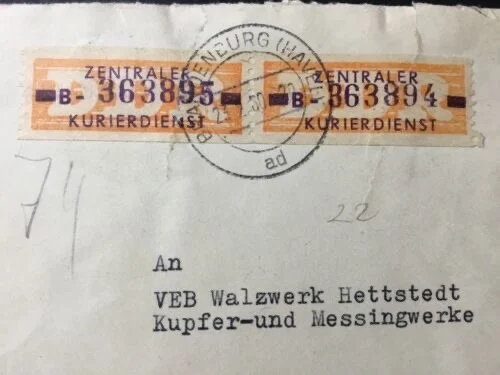 ZENTRALER
B - 363895
KURIERDIENST
ZENTRALER
B - 363894
KURIERDIENST
BRANDENBURG (HAVEL)
ad
74
22
An
VEB Walzwerk Hettstedt
Kupfer-und Messingwerke